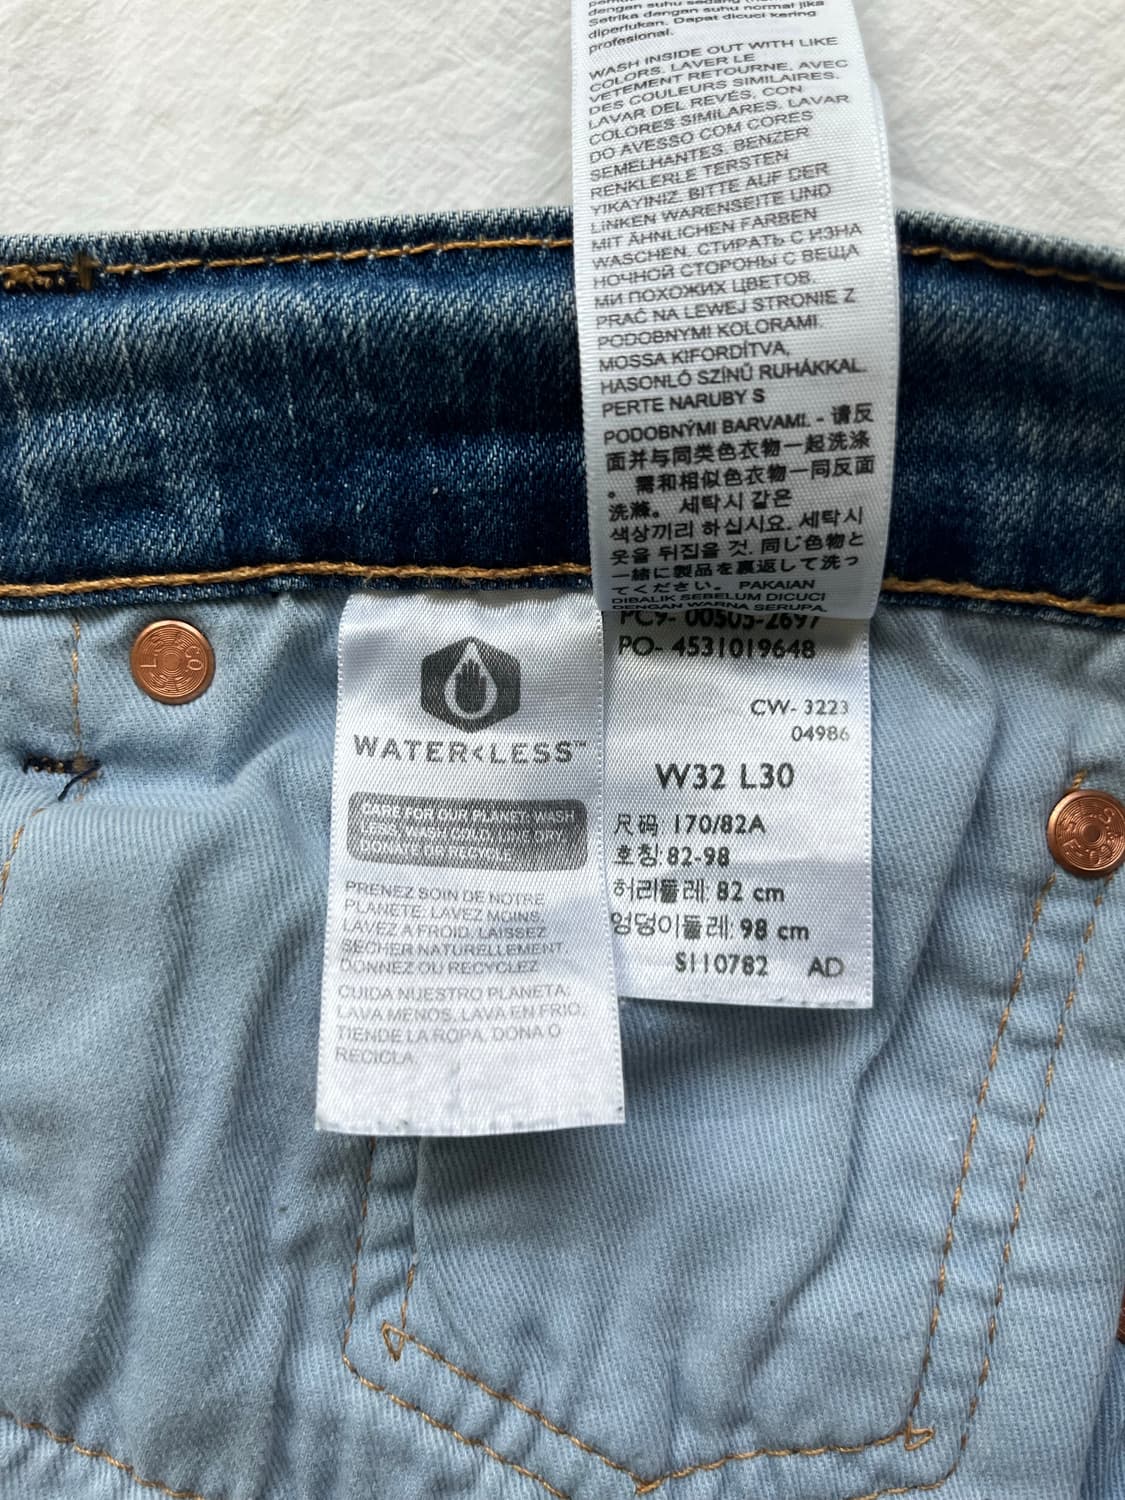 dengan suhu sedang
Setrika dengan suhu normal jika
diperlukan. Dapat dicuci kering
profesional.
WASH INSIDE OUT WITH LIKE
COLORS. LAVER LE
VETEMENT RETOURNE, AVEC
DES COULEURS SIMILAIRES.
LAVAR DEL REVÉS, CON
COLORES SIMILARES. LAVAR
DO AVESSO COM CORES
SEMELHANTES. BENZER
RENKLERLE TERSTEN
YIKAYINIZ. BITTE AUF DER
LINKEN WARENSEITE UND
MIT ÄHNLICHEN FARBEN
WASCHEN. СТИРАТЬ С ИЗНА
НОЧНОЙ СТОРОНЫ С ВЕЩА
МИ ПОХОЖИХ ЦВЕТОВ.
PRAĆ NA LEWEJ STRONIE Z
PODOBNYMI KOLORAMI.
MOSSA KIFORDÍTVA,
HASONLÓ SZÍNŰ RUHÁKKAL.
PERTE NARUBY S
PODOBNÝMI BARVAMI. - 请反
面并与同类色衣物一起洗涤
。 需和相似色衣物一同反面
洗滌。 세탁시 같은
색상끼리 하십시요. 세탁시
옷을 뒤집을 것. 同じ色物と
一緒に製品を裏返して洗っ
てください。 PAKAIAN
DIBALIK SEBELUM DICUCI
DENGAN WARNA SERUPA.
PC9- 00505-2697
PO- 4531019648
CW- 3223
04986
W32 L30
尺码: 170/82A
호칭: 82-98
허리둘레: 82 cm
엉덩이둘레: 98 cm
S110782 AD
WATER<LESS™
CARE FOR OUR PLANET: WASH
LESS, WASH COLD, LINE DRY
DONATE OR RECYCLE
PRENEZ SOIN DE NOTRE
PLANETE: LAVEZ MOINS,
LAVEZ A FROID, LAISSEZ
SECHER NATURELLEMENT,
DONNEZ OU RECYCLEZ
CUIDA NUESTRO PLANETA:
LAVA MENOS, LAVA EN FRIO,
TIENDE LA ROPA, DONA O
RECICLA